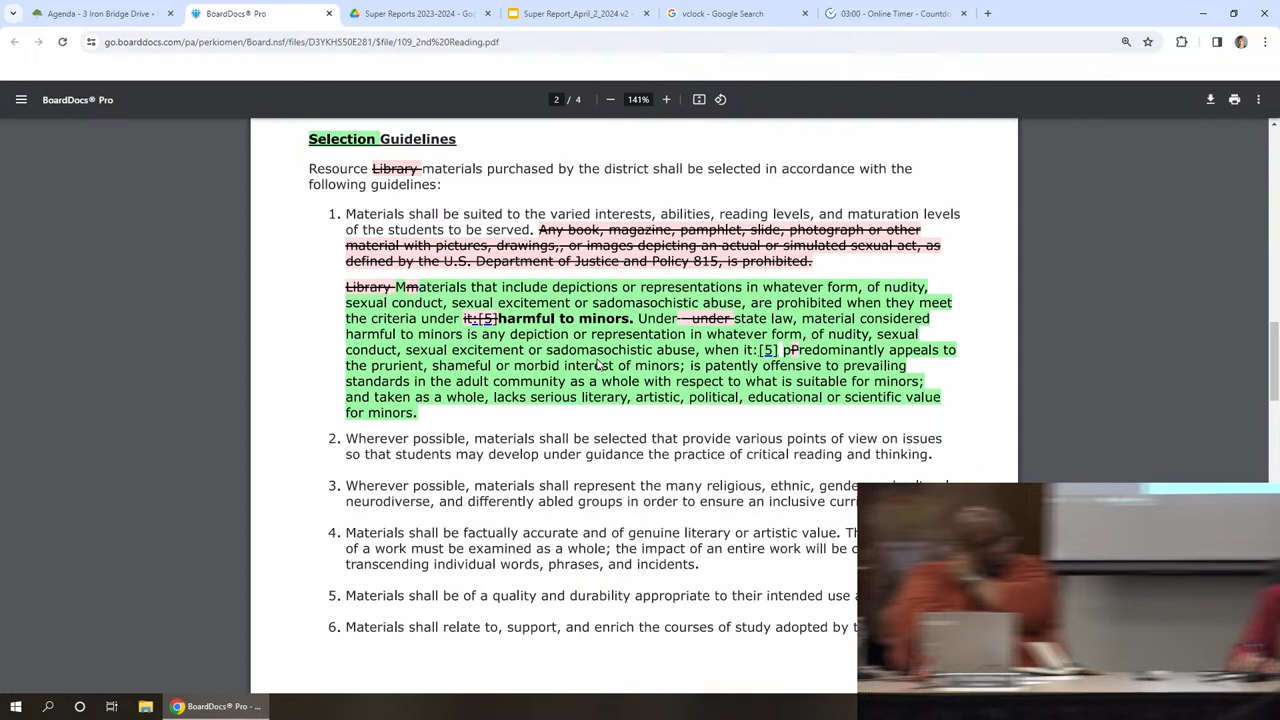 Agenda - 3 Iron Bridge Drive •
BoardDocs® Pro
Super Reports 2023-2024 -
Super Report_April_2_2024 v2 -
vclock - Google Search
03:00 - Online Timer - Countdo
go.boarddocs.com/pa/perkiomen/Board.nsf/files/D3YKHS50E281/$file/109_2nd%20Reading.pdf
BoardDocs® Pro
2 / 4
141%
Selection Guidelines
Resource Library materials purchased by the district shall be selected in accordance with the
following guidelines:
1. Materials shall be suited to the varied interests, abilities, reading levels, and maturation levels
of the students to be served. Any book, magazine, pamphlet, slide, photograph or other
material with pictures, drawings,, or images depicting an actual or simulated sexual act, as
defined by the U.S. Department of Justice and Policy 815, is prohibited.
Library Mmaterials that include depictions or representations in whatever form, of nudity,
sexual conduct, sexual excitement or sadomasochistic abuse, are prohibited when they meet
the criteria under it:[5]harmful to minors. Under - under state law, material considered
harmful to minors is any depiction or representation in whatever form, of nudity, sexual
conduct, sexual excitement or sadomasochistic abuse, when it:[5] pPredominantly appeals to
the prurient, shameful or morbid interest of minors; is patently offensive to prevailing
standards in the adult community as a whole with respect to what is suitable for minors;
and taken as a whole, lacks serious literary, artistic, political, educational or scientific value
for minors.
2. Wherever possible, materials shall be selected that provide various points of view on issues
so that students may develop under guidance the practice of critical reading and thinking.
3. Wherever possible, materials shall represent the many religious, ethnic,
neurodiverse, and differently abled groups in order to ensure an inclusive
4. Materials shall be factually accurate and of genuine literary or artistic value.
of a work must be examined as a whole; the impact of an entire work will be
transcending individual words, phrases, and incidents.
5. Materials shall be of a quality and durability appropriate to their intended use
6. Materials shall relate to, support, and enrich the courses of study adopted by
BoardDocs® Pro - ...